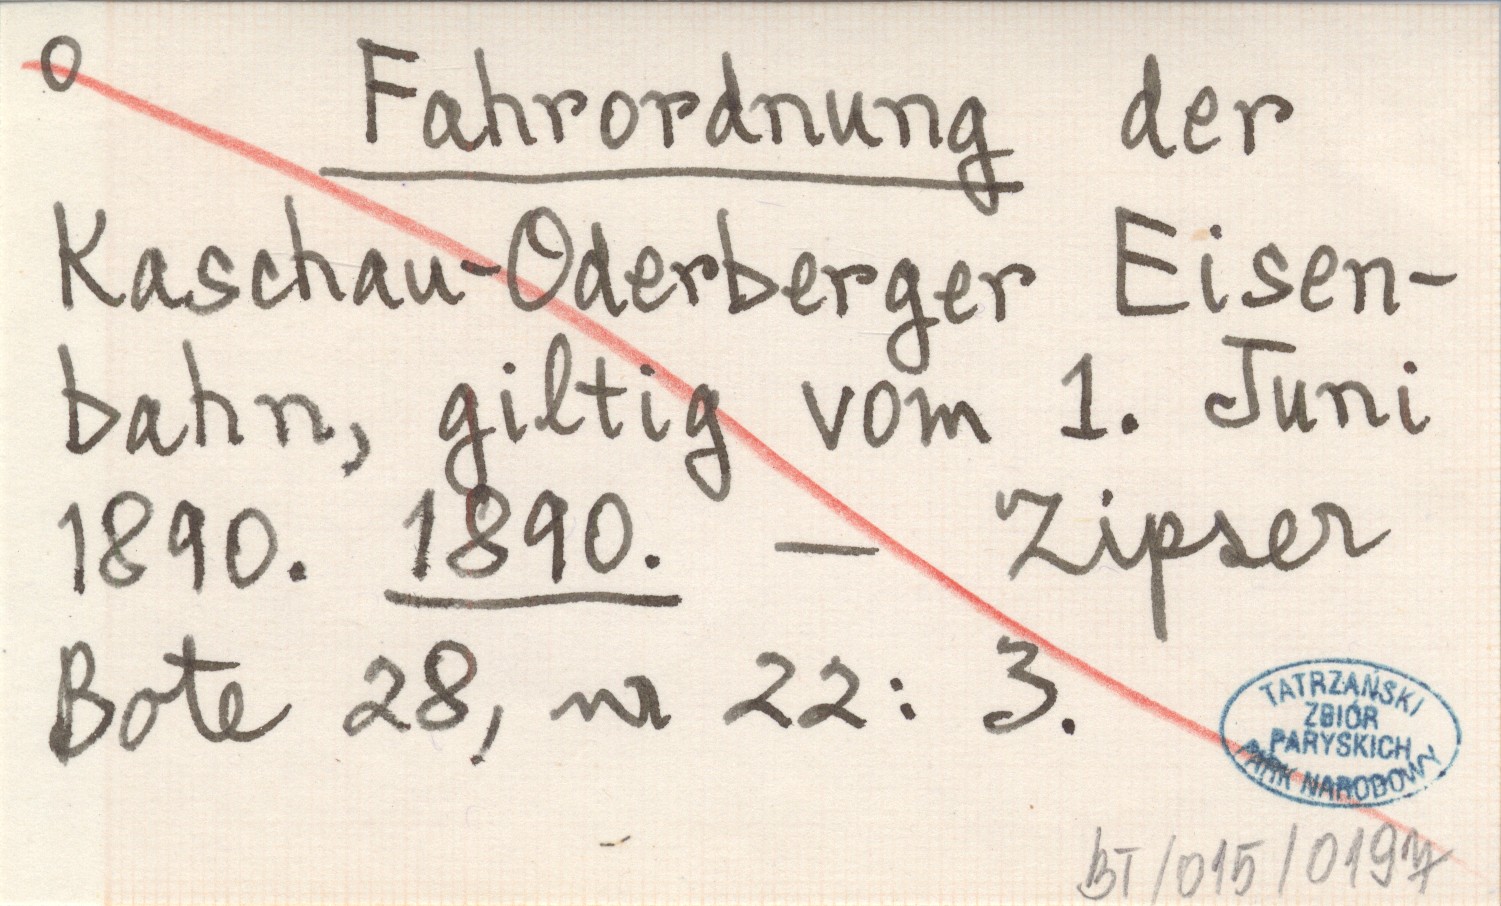 O Fahrordnung der
Kaschau-Oderberger Eisen-
bahn, giltig vom 1. Juni
1890. 1890. — Zipser
Bote 28, nr 22: 3.
TATRZAŃSKI
ZBIÓR
PARYSKICH
PARK NARODOWY
BT/015/0197